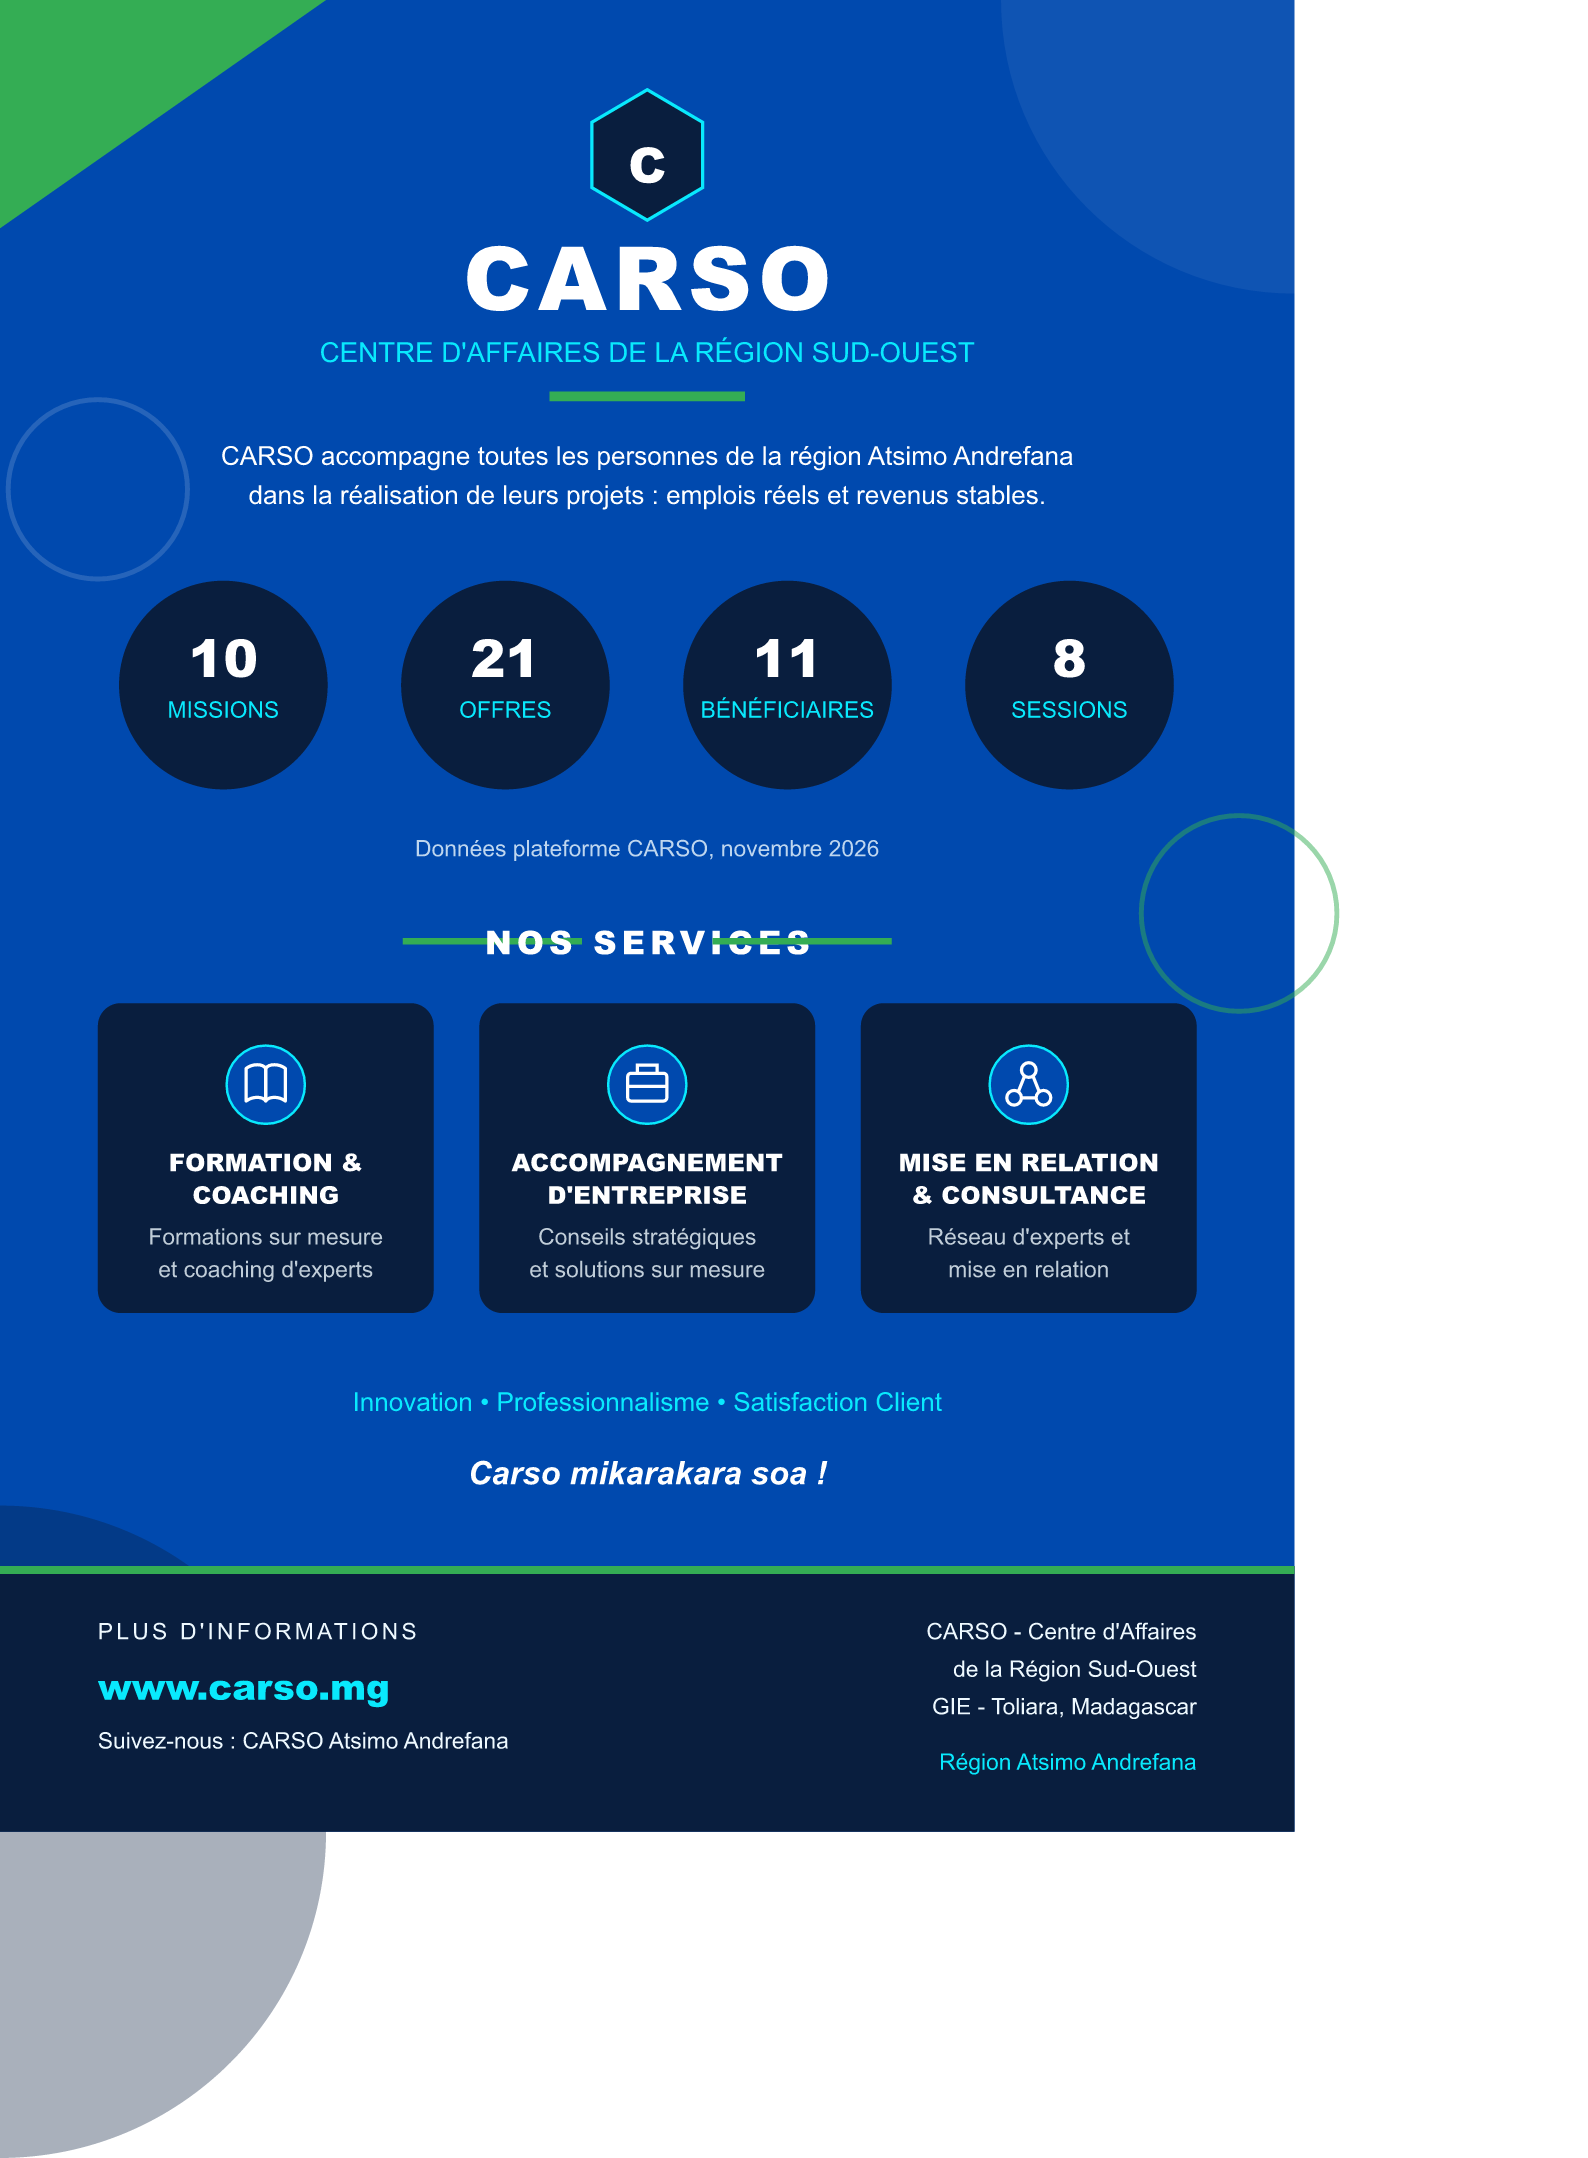 C
CARSO
CENTRE D'AFFAIRES DE LA RÉGION SUD-OUEST
CARSO accompagne toutes les personnes de la région Atsimo Andrefana
dans la réalisation de leurs projets : emplois réels et revenus stables.
10
MISSIONS
21
OFFRES
11
BÉNÉFICIAIRES
8
SESSIONS
Données plateforme CARSO, novembre 2026
NOS SERVICES
FORMATION &
COACHING
Formations sur mesure
et coaching d'experts
ACCOMPAGNEMENT
D'ENTREPRISE
Conseils stratégiques
et solutions sur mesure
MISE EN RELATION
& CONSULTANCE
Réseau d'experts et
mise en relation
Innovation • Professionnalisme • Satisfaction Client
Carso mikarakara soa !
PLUS D'INFORMATIONS
www.carso.mg
Suivez-nous : CARSO Atsimo Andrefana
CARSO - Centre d'Affaires
de la Région Sud-Ouest
GIE - Toliara, Madagascar
Région Atsimo Andrefana